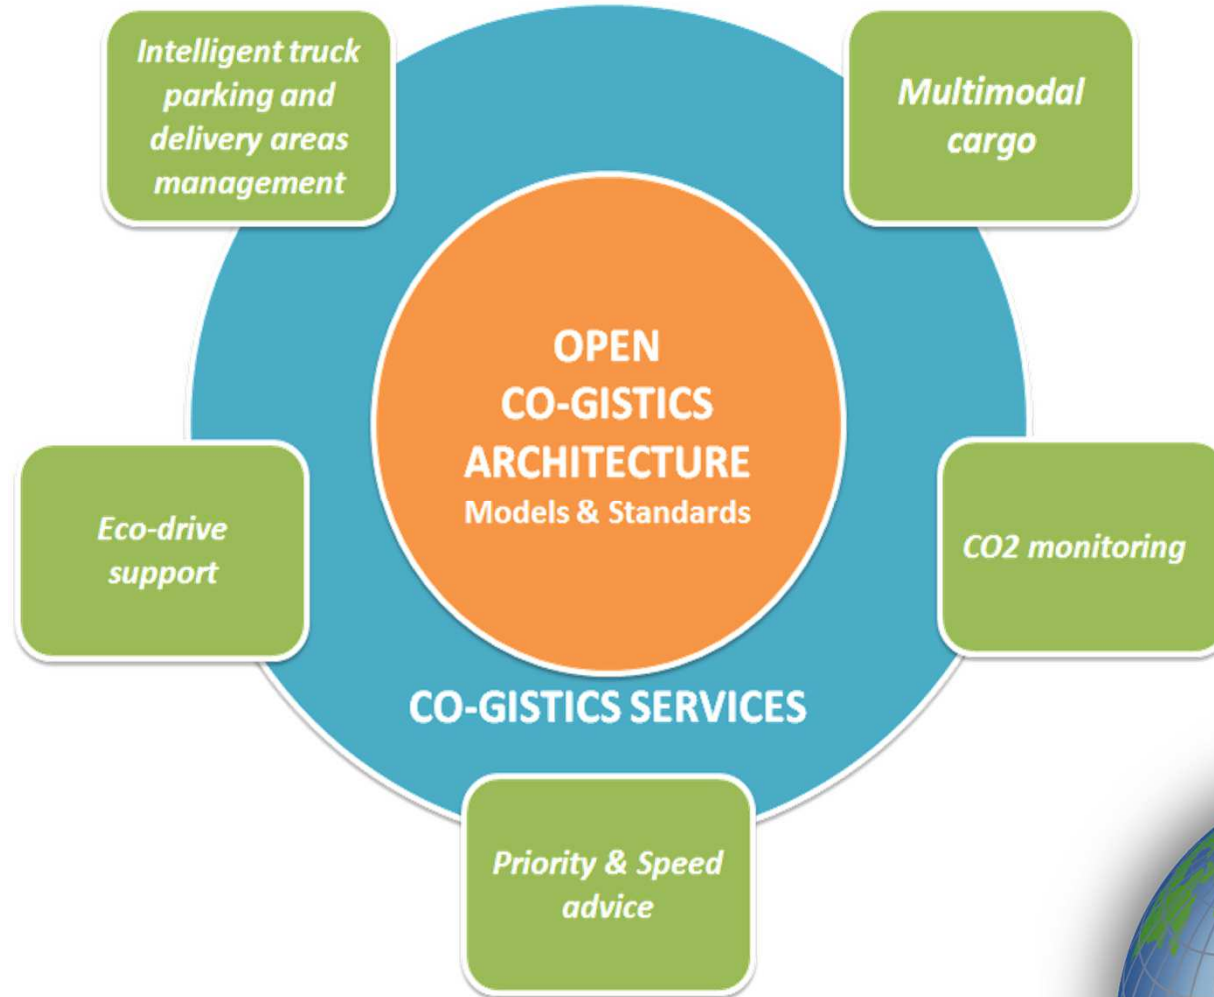 Intelligent truck
parking and
delivery areas
management
Multimodal
cargo
OPEN
CO-GISTICS
ARCHITECTURE
Models & Standards
Eco-drive
support
CO2 monitoring
CO-GISTICS SERVICES
Priority & Speed
advice